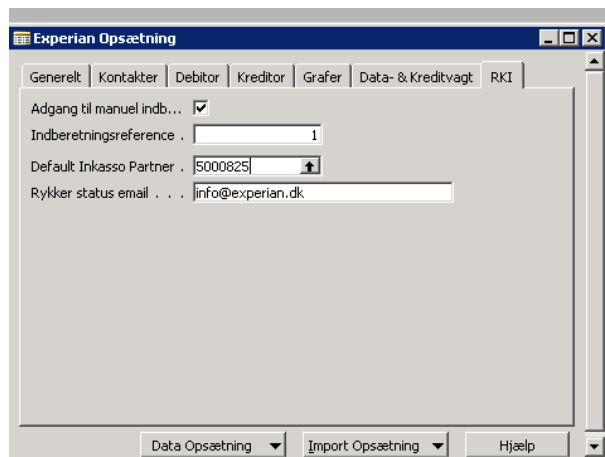 Experian Opsætning
Generelt Kontakter Debitor Kreditor Grafer Data- & Kreditvagt RKI
Adgang til manuel indb...
Indberetningsreference . 1
Default Inkasso Partner . 5000825
Rykker status email . . . info@experian.dk
Data Opsætning Import Opsætning Hjælp